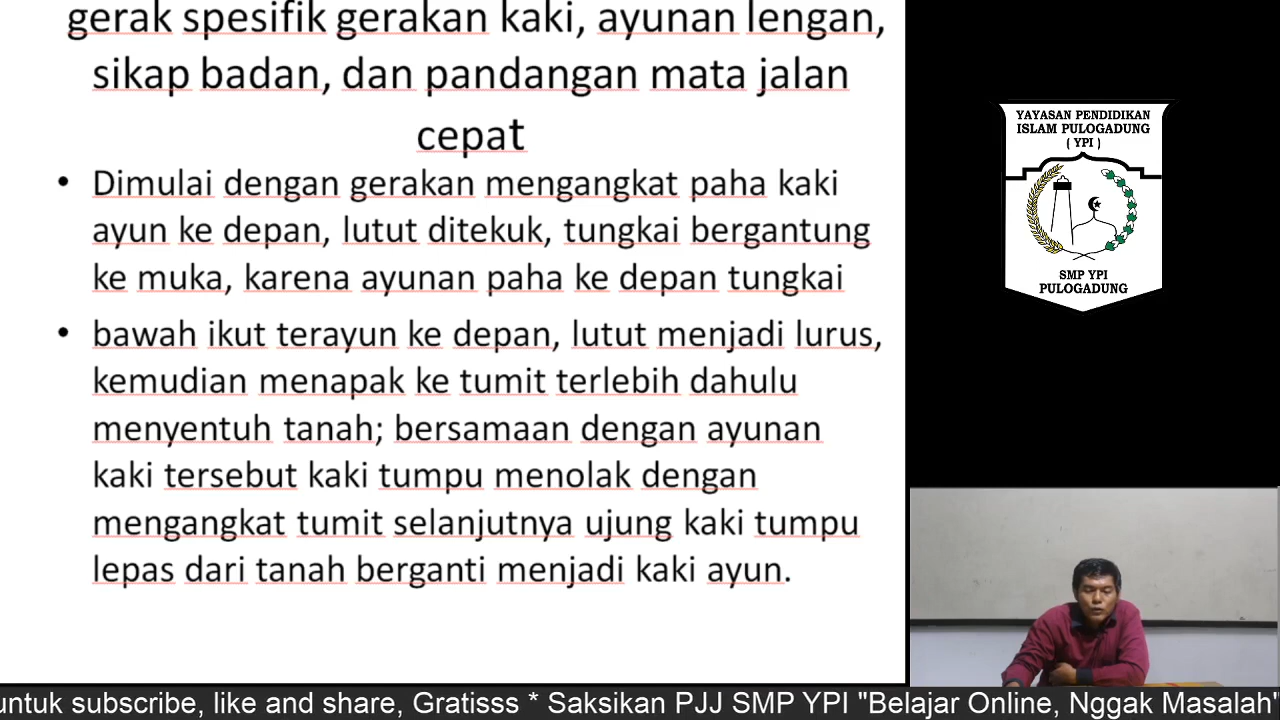 gerak spesifik gerakan kaki, ayunan lengan,
sikap badan, dan pandangan mata jalan
cepat
• Dimulai dengan gerakan mengangkat paha kaki
ayun ke depan, lutut ditekuk, tungkai bergantung
ke muka, karena ayunan paha ke depan tungkai
• bawah ikut terayun ke depan, lutut menjadi lurus,
kemudian menapak ke tumit terlebih dahulu
menyentuh tanah; bersamaan dengan ayunan
kaki tersebut kaki tumpu menolak dengan
mengangkat tumit selanjutnya ujung kaki tumpu
lepas dari tanah berganti menjadi kaki ayun.
YAYASAN PENDIDIKAN
ISLAM PULOGADUNG
( YPI )
SMP YPI
PULOGADUNG
untuk subscribe, like and share, Gratisss * Saksikan PJJ SMP YPI "Belajar Online, Nggak Masalah"